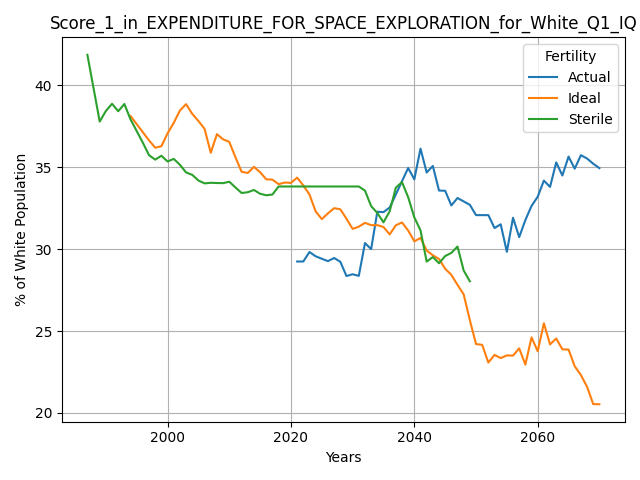 Score_1_in_EXPENDITURE_FOR_SPACE_EXPLORATION_for_White_Q1_IQ
Fertility
Actual
Ideal
Sterile
% of White Population
40
35
30
25
20
2000
2020
2040
2060
Years